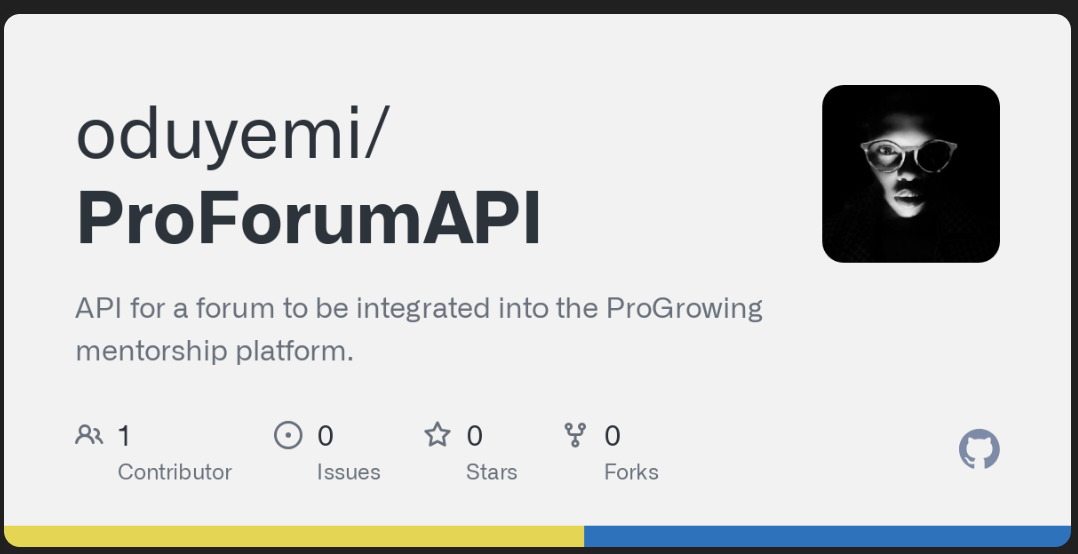 oduyemi/
ProForumAPI
API for a forum to be integrated into the ProGrowing
mentorship platform.
1 0 0 0
Contributor Issues Stars Forks